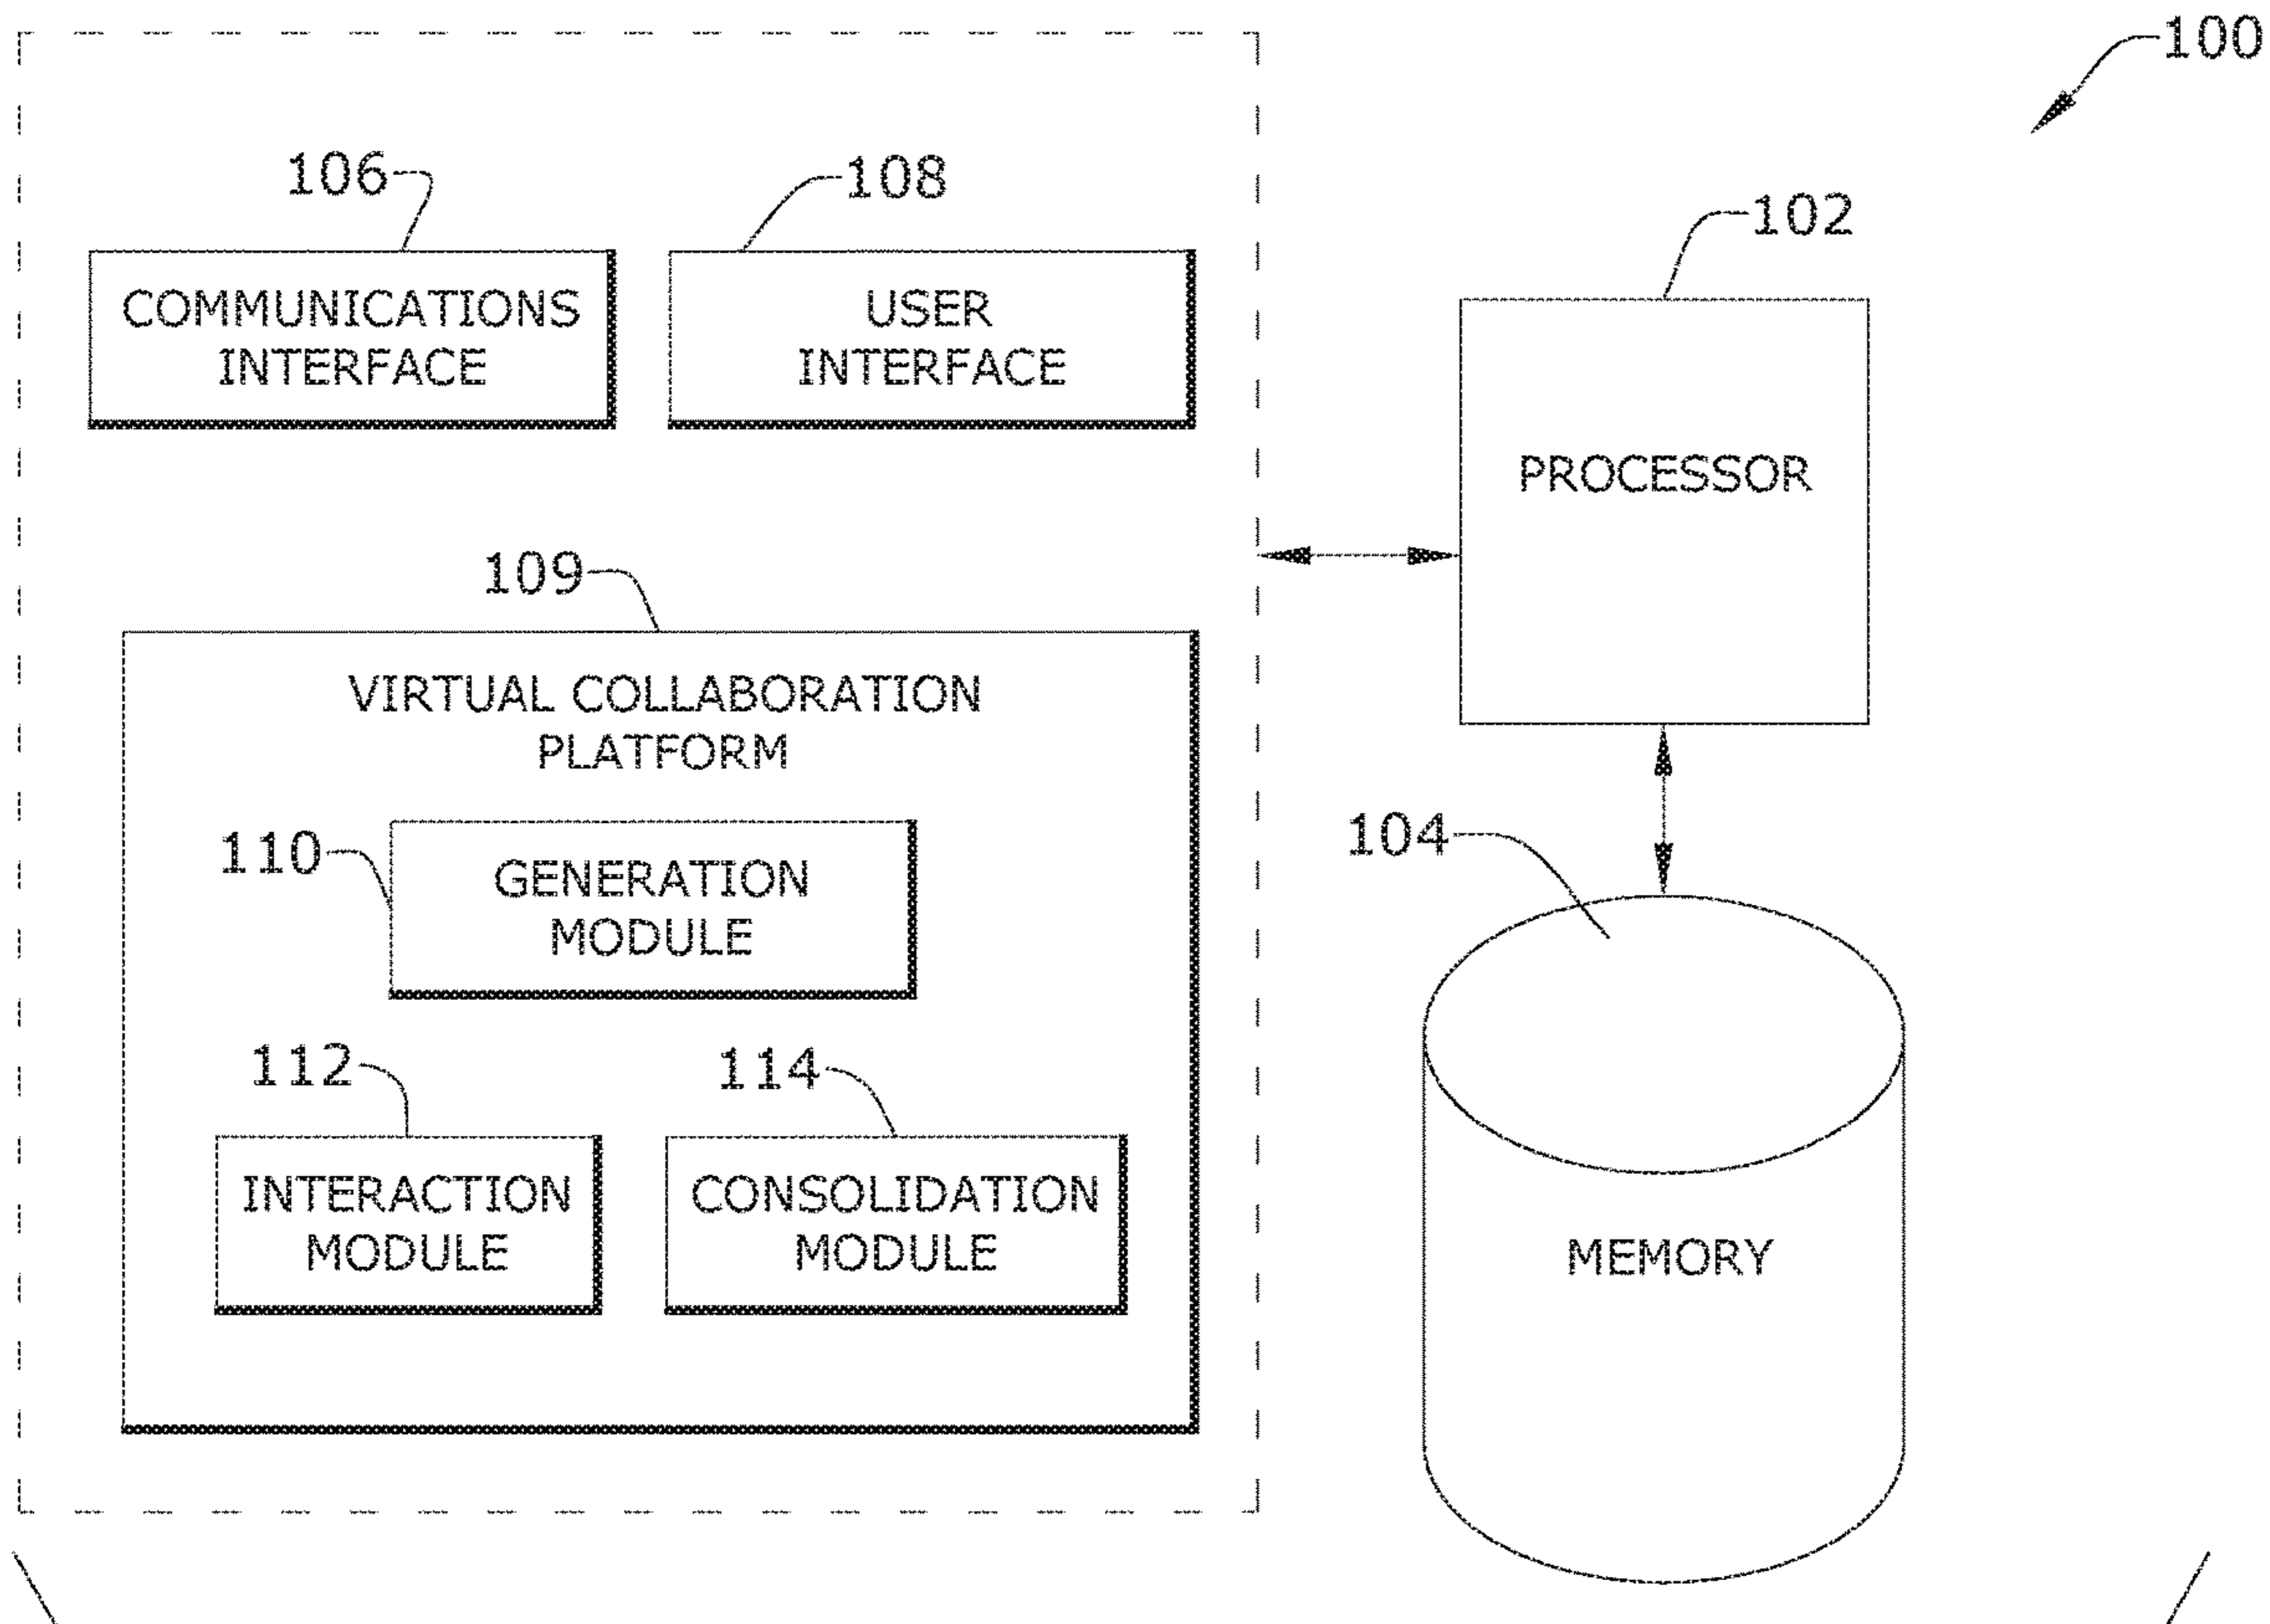 100
106
108
102
COMMUNICATIONS
INTERFACE
USER
INTERFACE
PROCESSOR
109
VIRTUAL COLLABORATION
PLATFORM
104
110
GENERATION
MODULE
112
114
INTERACTION
MODULE
CONSOLIDATION
MODULE
MEMORY